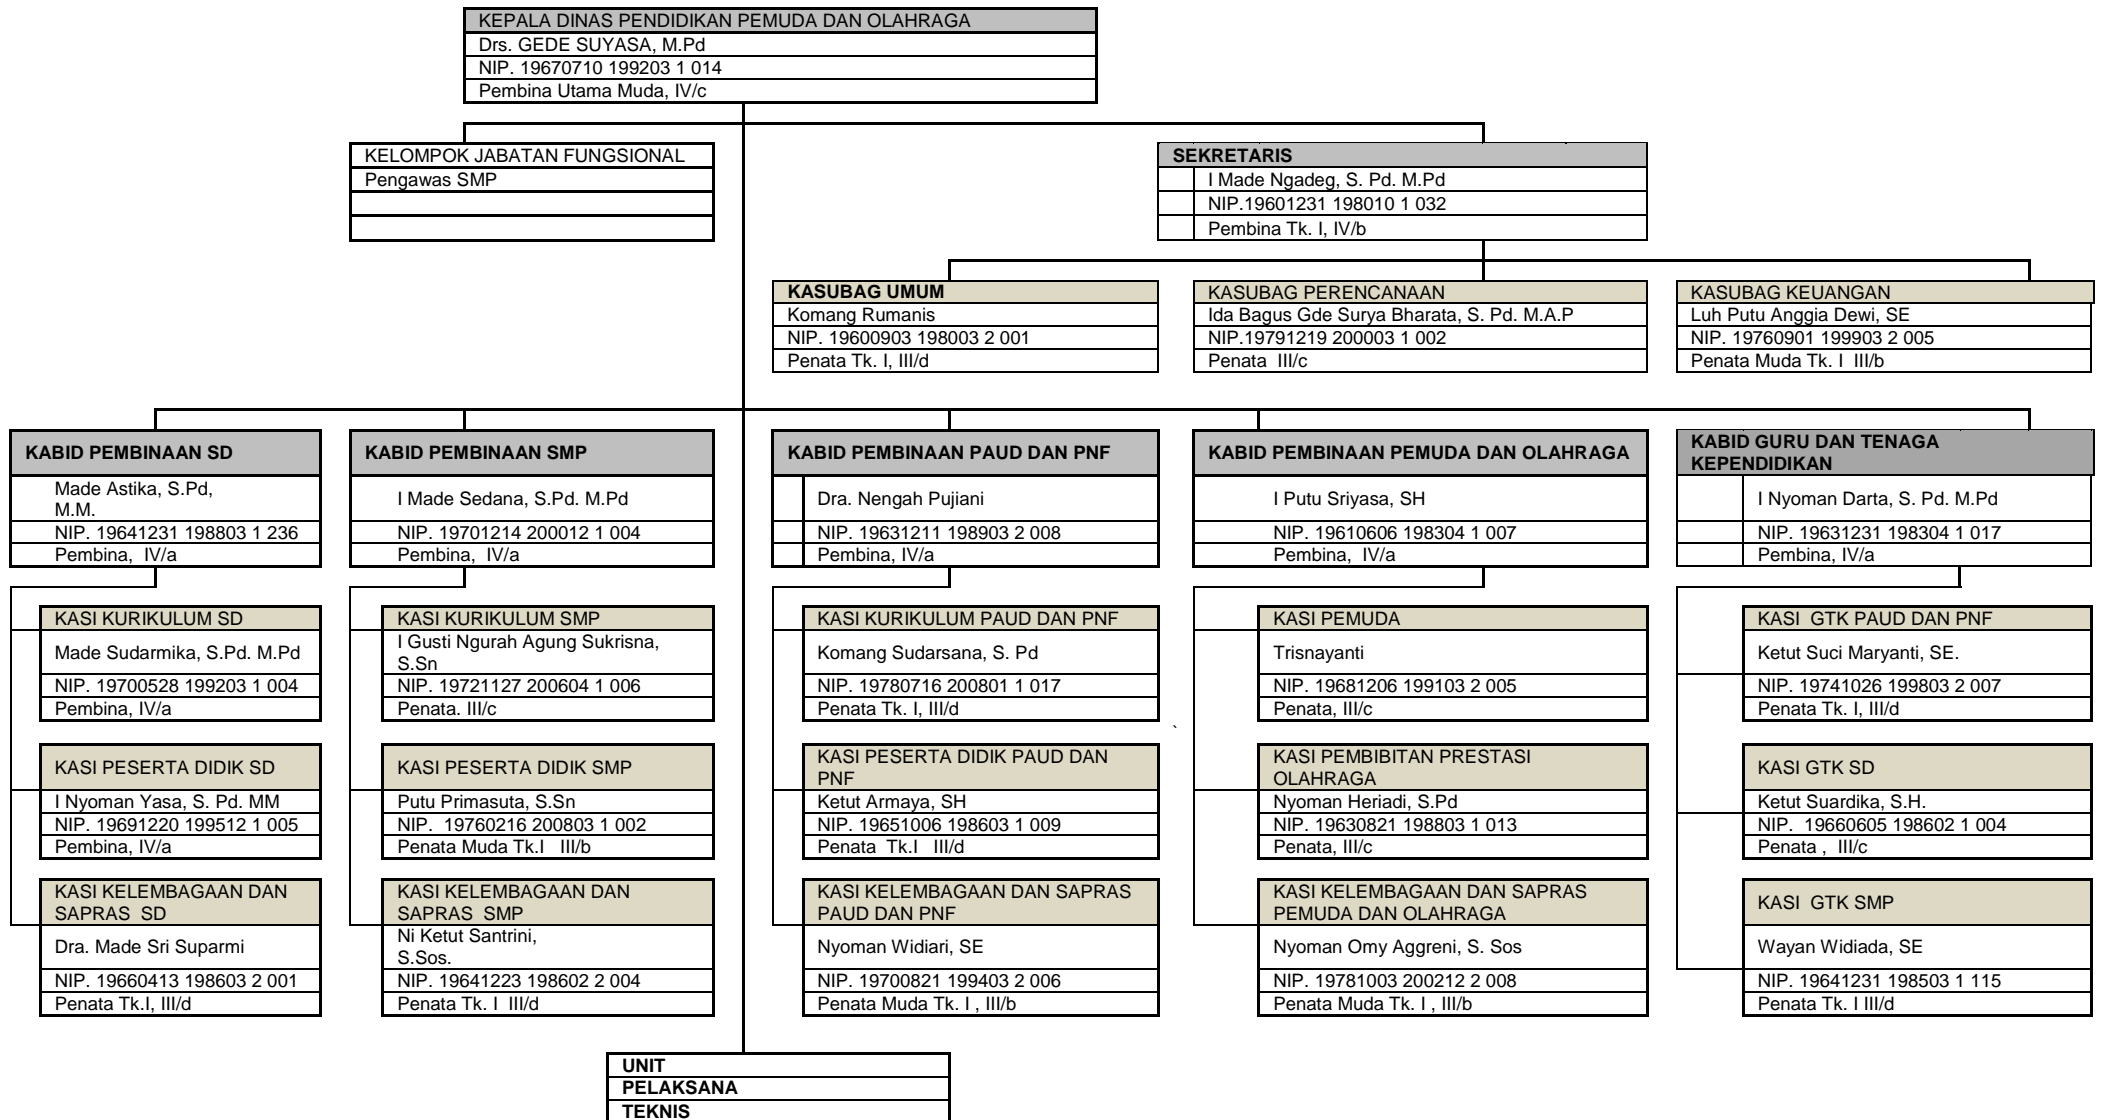 KEPALA DINAS PENDIDIKAN PEMUDA DAN OLAHRAGA
Drs. GEDE SUYASA, M.Pd
NIP. 19670710 199203 1 014
Pembina Utama Muda, IV/c
KELOMPOK JABATAN FUNGSIONAL
Pengawas SMP
SEKRETARIS
I Made Ngadeg, S. Pd. M.Pd
NIP.19601231 198010 1 032
Pembina Tk. I, IV/b
KASUBAG UMUM
Komang Rumanis
NIP. 19600903 198003 2 001
Penata Tk. I, III/d
KASUBAG PERENCANAAN
Ida Bagus Gde Surya Bharata, S. Pd. M.A.P
NIP.19791219 200003 1 002
Penata  III/c
KASUBAG KEUANGAN
Luh Putu Anggia Dewi, SE
NIP. 19760901 199903 2 005
Penata Muda Tk. I  III/b
KABID PEMBINAAN SD
Made Astika, S.Pd,
M.M.
NIP. 19641231 198803 1 236
Pembina,  IV/a
KASI KURIKULUM SD
Made Sudarmika, S.Pd. M.Pd
NIP. 19700528 199203 1 004
Pembina, IV/a
KASI PESERTA DIDIK SD
I Nyoman Yasa, S. Pd. MM
NIP. 19691220 199512 1 005
Pembina, IV/a
KASI KELEMBAGAAN DAN
SAPRAS  SD
Dra. Made Sri Suparmi
NIP. 19660413 198603 2 001
Penata Tk.I, III/d
KABID PEMBINAAN SMP
I Made Sedana, S.Pd. M.Pd
NIP. 19701214 200012 1 004
Pembina,  IV/a
KASI KURIKULUM SMP
I Gusti Ngurah Agung Sukrisna,
S.Sn
NIP. 19721127 200604 1 006
Penata. III/c
KASI PESERTA DIDIK SMP
Putu Primasuta, S.Sn
NIP.  19760216 200803 1 002
Penata Muda Tk.I   III/b
KASI KELEMBAGAAN DAN
SAPRAS  SMP
Ni Ketut Santrini,
S.Sos.
NIP. 19641223 198602 2 004
Penata Tk. I  III/d
KABID PEMBINAAN PAUD DAN PNF
Dra. Nengah Pujiani
NIP. 19631211 198903 2 008
Pembina, IV/a
KASI KURIKULUM PAUD DAN PNF
Komang Sudarsana, S. Pd
NIP. 19780716 200801 1 017
Penata Tk. I, III/d
KASI PESERTA DIDIK PAUD DAN
PNF
Ketut Armaya, SH
NIP. 19651006 198603 1 009
Penata  Tk.I   III/d
KASI KELEMBAGAAN DAN SAPRAS
PAUD DAN PNF
Nyoman Widiari, SE
NIP. 19700821 199403 2 006
Penata Muda Tk. I , III/b
KABID PEMBINAAN PEMUDA DAN OLAHRAGA
I Putu Sriyasa, SH
NIP. 19610606 198304 1 007
Pembina,  IV/a
KASI PEMUDA
Trisnayanti
NIP. 19681206 199103 2 005
Penata, III/c
`
KASI PEMBIBITAN PRESTASI
OLAHRAGA
Nyoman Heriadi, S.Pd
NIP. 19630821 198803 1 013
Penata, III/c
KASI KELEMBAGAAN DAN SAPRAS
PEMUDA DAN OLAHRAGA
Nyoman Omy Aggreni, S. Sos
NIP. 19781003 200212 2 008
Penata Muda Tk. I , III/b
KABID GURU DAN TENAGA
KEPENDIDIKAN
I Nyoman Darta, S. Pd. M.Pd
NIP. 19631231 198304 1 017
Pembina, IV/a
KASI  GTK PAUD DAN PNF
Ketut Suci Maryanti, SE.
NIP. 19741026 199803 2 007
Penata Tk. I, III/d
KASI GTK SD
Ketut Suardika, S.H.
NIP.  19660605 198602 1 004
Penata ,  III/c
KASI  GTK SMP
Wayan Widiada, SE
NIP. 19641231 198503 1 115
Penata Tk. I III/d
UNIT
PELAKSANA
TEKNIS